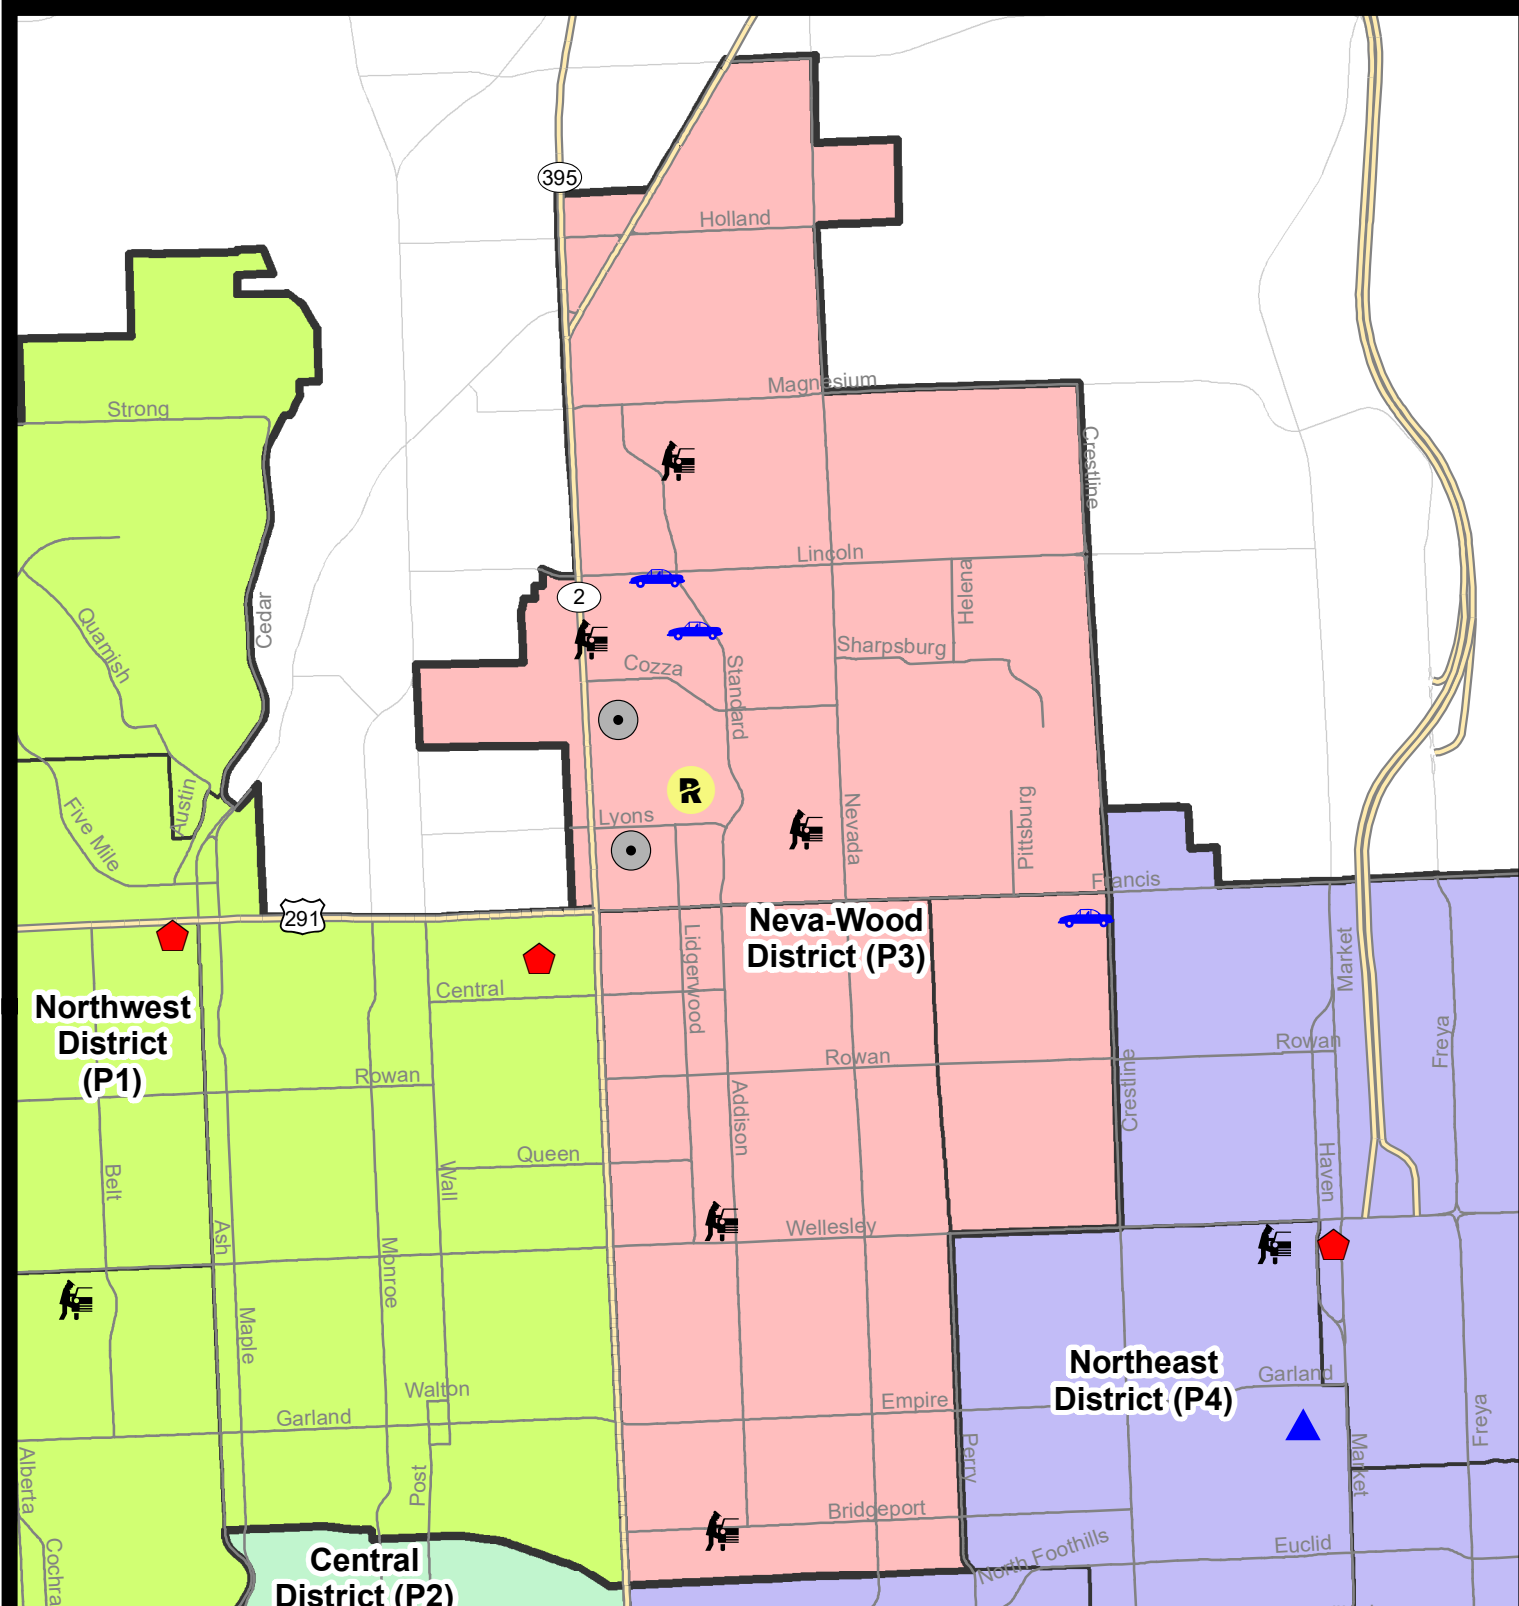 395
Holland
Magnesium
Strong
Crestline
Lincoln
Helena
2
Cedar
Quamish
Sharpsburg
Cozza
Standard
R
Austin
Five Mile
Lyons
Nevada
Pittsburg
Francis
291
Neva-Wood
District (P3)
Lidgerwood
Market
Central
Northwest
District
(P1)
Freya
Rowan
Rowan
Rowan
Crestline
Addison
Queen
Belt
Wall
Haven
Wellesley
Ash
Monroe
Maple
Northeast
District (P4)
Garland
Walton
Empire
Garland
Freya
Perry
Market
Alberta
Post
Bridgeport
Euclid
North Foothills
Cochra
Central
District (P2)